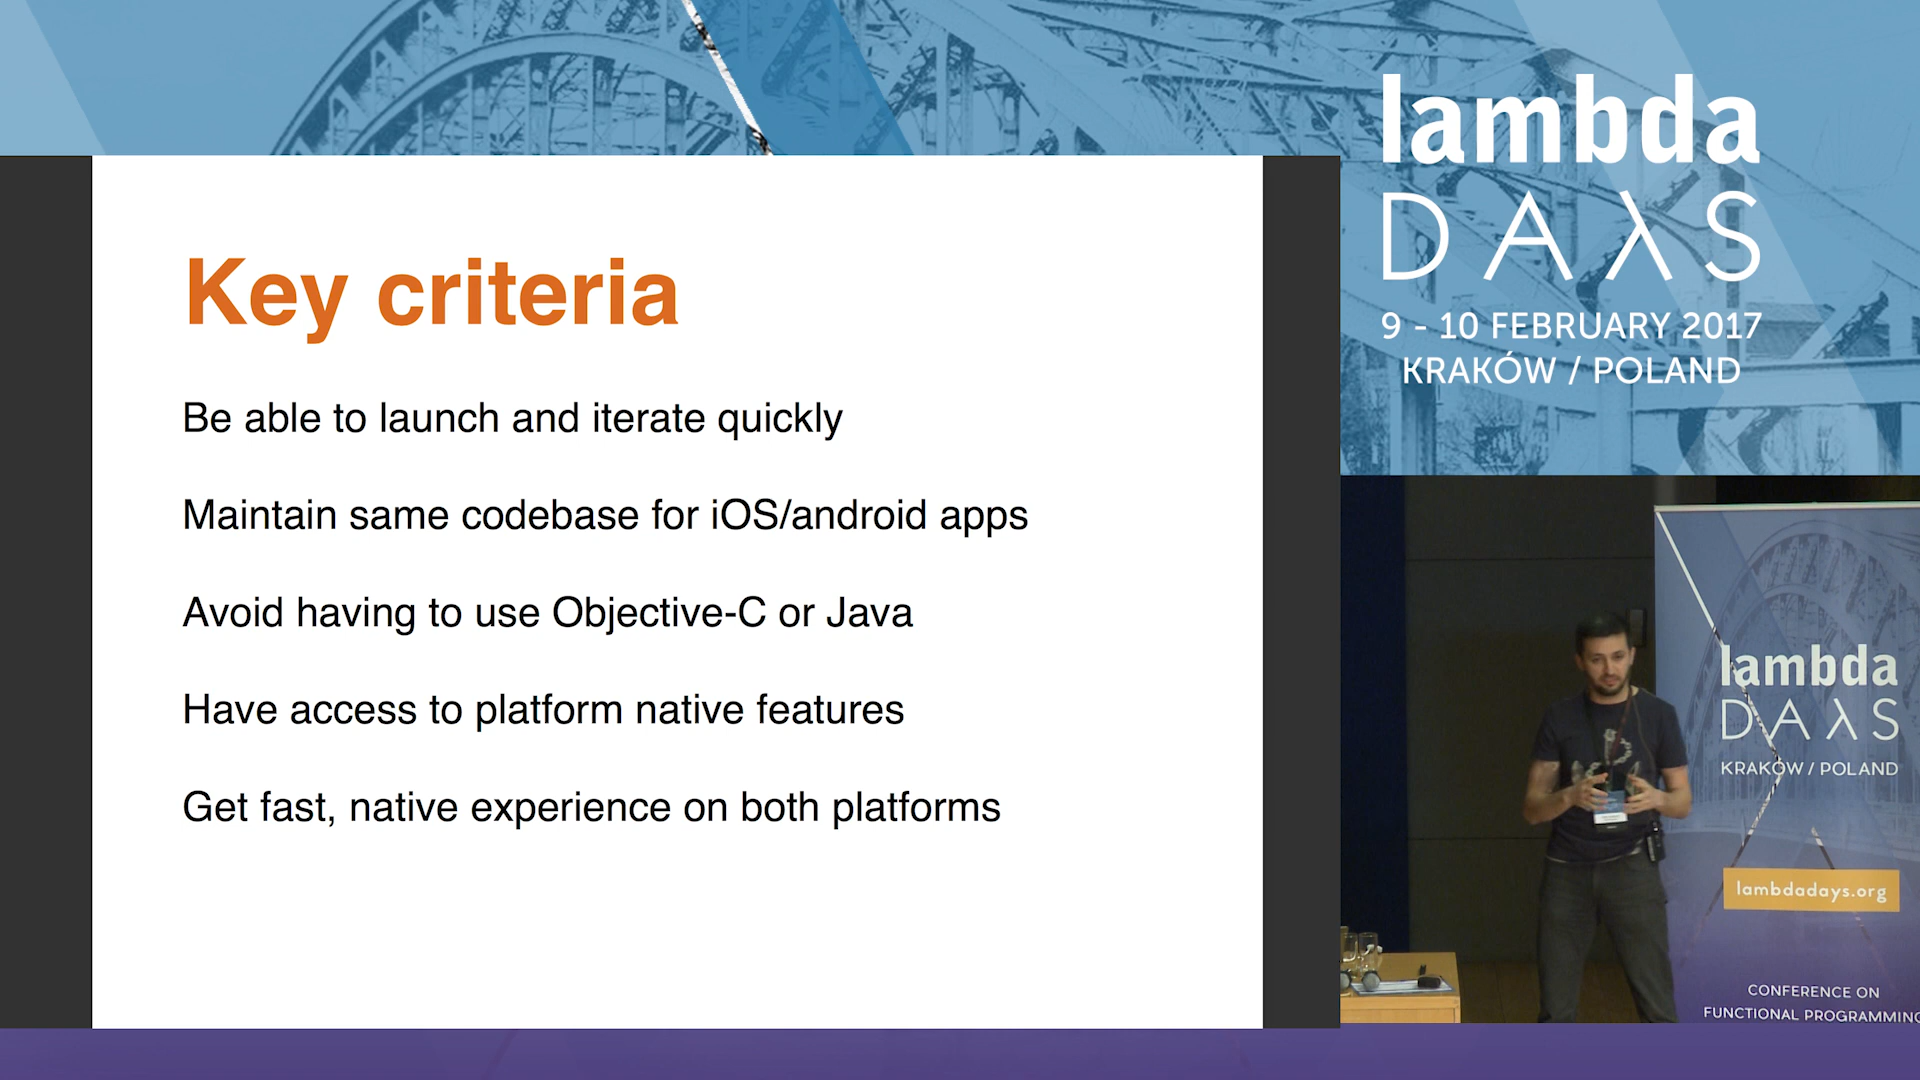 lambda
DAλS
9 - 10 FEBRUARY 2017
KRAKÓW / POLAND
Key criteria
Be able to launch and iterate quickly
Maintain same codebase for iOS/android apps
Avoid having to use Objective-C or Java
Have access to platform native features
Get fast, native experience on both platforms
lambda
DAλS
KRAKÓW / POLAND
lambdadays.org
CONFERENCE ON
FUNCTIONAL PROGRAMMING